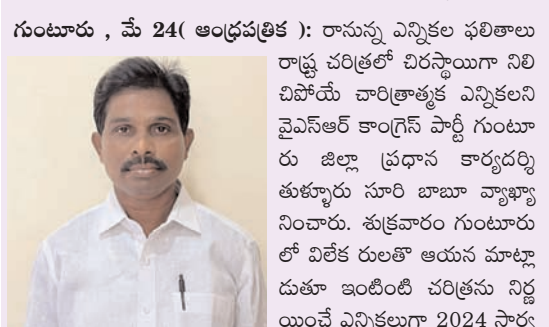 గుంటూరు , మే 24( ఆంధ్రపత్రిక ): రానున్న ఎన్నికల ఫలితాలు
రాష్ట్ర చరిత్రలో చిరస్థాయిగా నిలి
చిపోయే చారిత్రాత్మక ఎన్నికలని
వైఎస్ఆర్ కాంగ్రెస్ పార్టీ గుంటూ
రు జిల్లా ప్రధాన కార్యదర్శి
తుళ్ళూరు సూరి బాబూ వ్యాఖ్యా
నించారు. శుక్రవారం గుంటూరు
లో విలేక రులతొ ఆయన మాట్లా
డుతూ ఇంటింటి చరిత్రను నిర్ణ
యించే ఎన్నికలుగా 2024 సార్వ